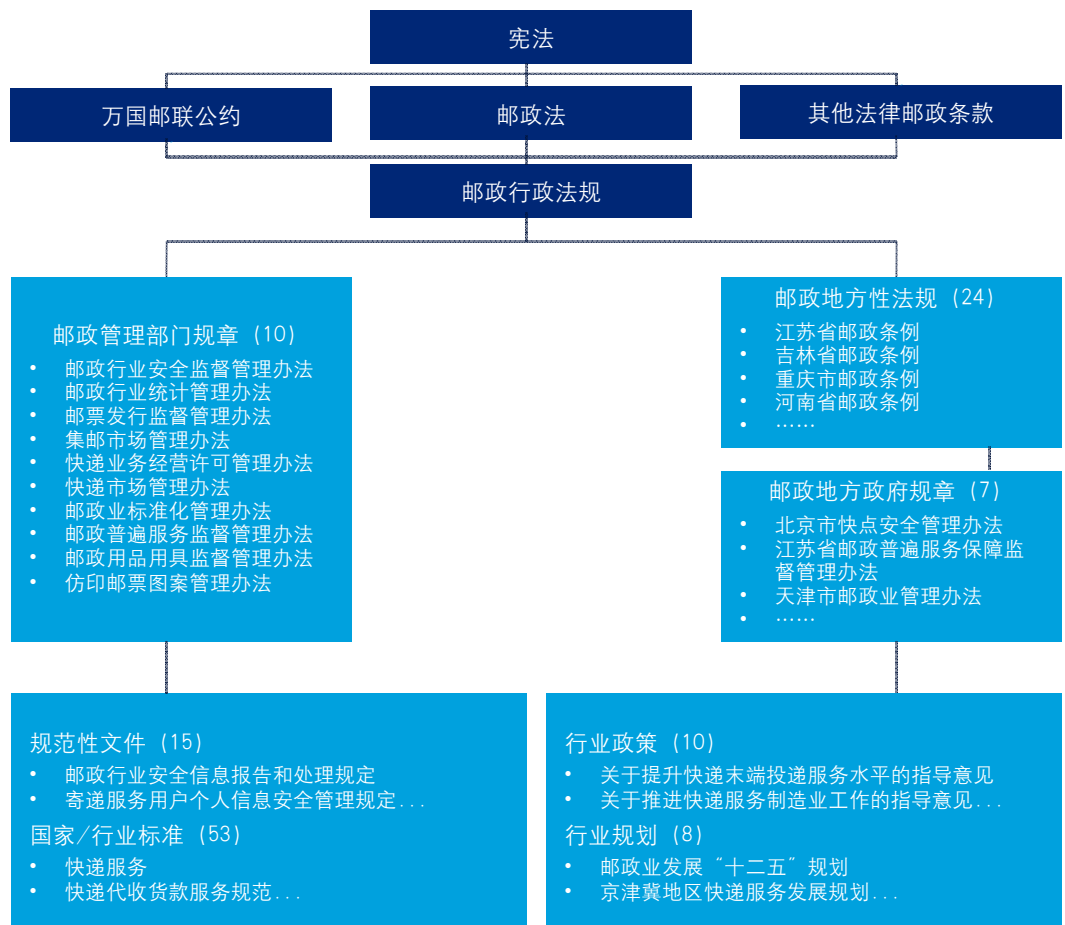 宪法
万国邮联公约
邮政法
其他法律邮政条款
邮政行政法规
邮政管理部门规章 (10)
• 邮政行业安全监督管理办法
• 邮政行业统计管理办法
• 邮票发行监督管理办法
• 集邮市场管理办法
• 快递业务经营许可管理办法
• 快递市场管理办法
• 邮政业标准化管理办法
• 邮政普遍服务监督管理办法
• 邮政用品用具监督管理办法
• 仿印邮票图案管理办法
邮政地方性法规 (24)
• 江苏省邮政条例
• 吉林省邮政条例
• 重庆市邮政条例
• 河南省邮政条例
• ……
邮政地方政府规章 (7)
• 北京市快点安全管理办法
• 江苏省邮政普遍服务保障监
督管理办法
• 天津市邮政业管理办法
• ……
规范性文件 (15)
• 邮政行业安全信息报告和处理规定
• 寄递服务用户个人信息安全管理规定...
国家/行业标准 (53)
• 快递服务
• 快递代收货款服务规范...
行业政策 (10)
• 关于提升快递末端投递服务水平的指导意见
• 关于推进快递服务制造业工作的指导意见...
行业规划 (8)
• 邮政业发展“十二五”规划
• 京津冀地区快递服务发展规划...